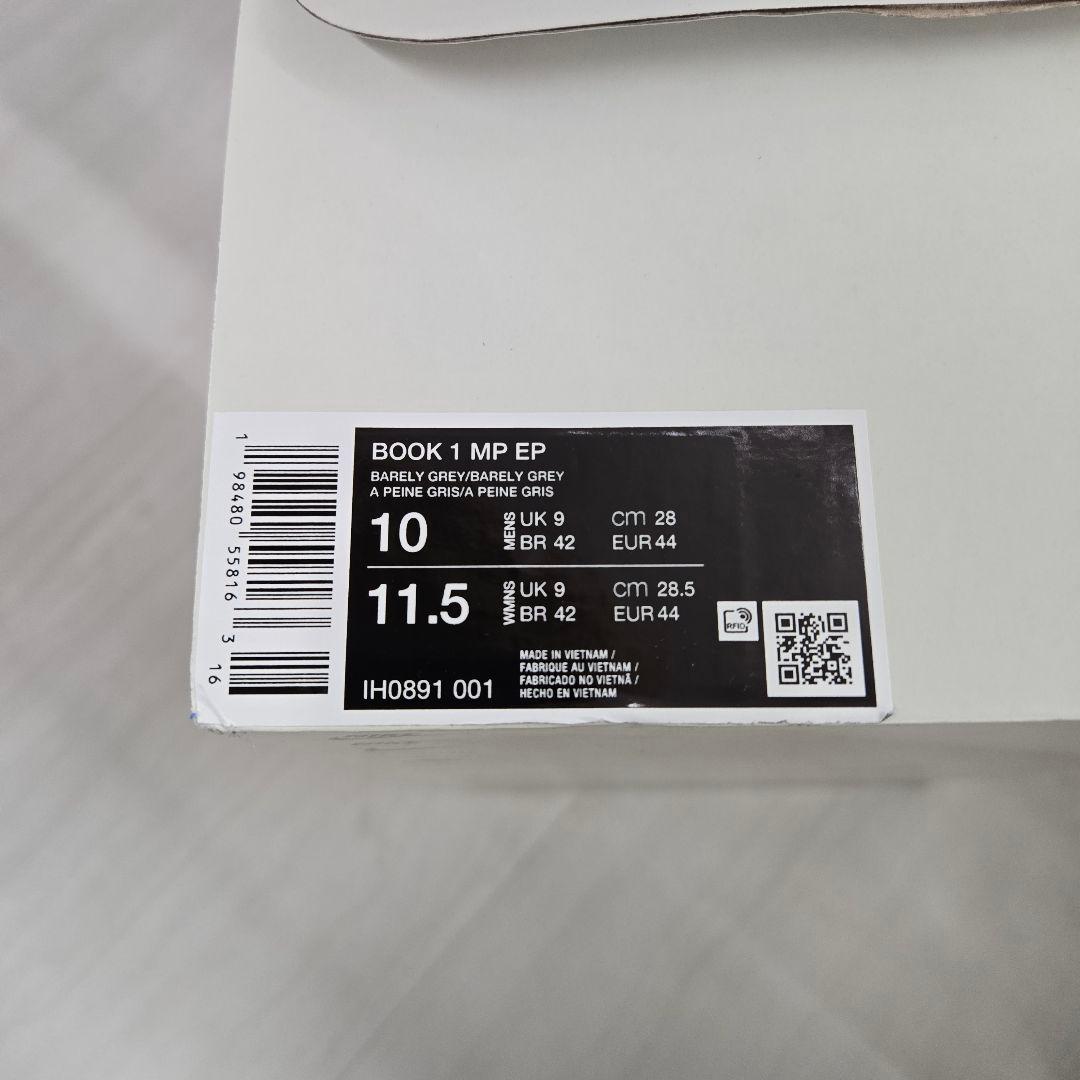 BOOK 1 MP EP
BARELY GREY/BARELY GREY
A PEINE GRIS/A PEINE GRIS
10 MENS UK 9 cm 28
BR 42 EUR 44
11.5 WMNS UK 9 cm 28.5
BR 42 EUR 44
RFID
MADE IN VIETNAM /
FABRIQUE AU VIETNAM /
FABRICADO NO VIETNÃ /
HECHO EN VIETNAM
IH0891 001
1 98480 55816 3 16